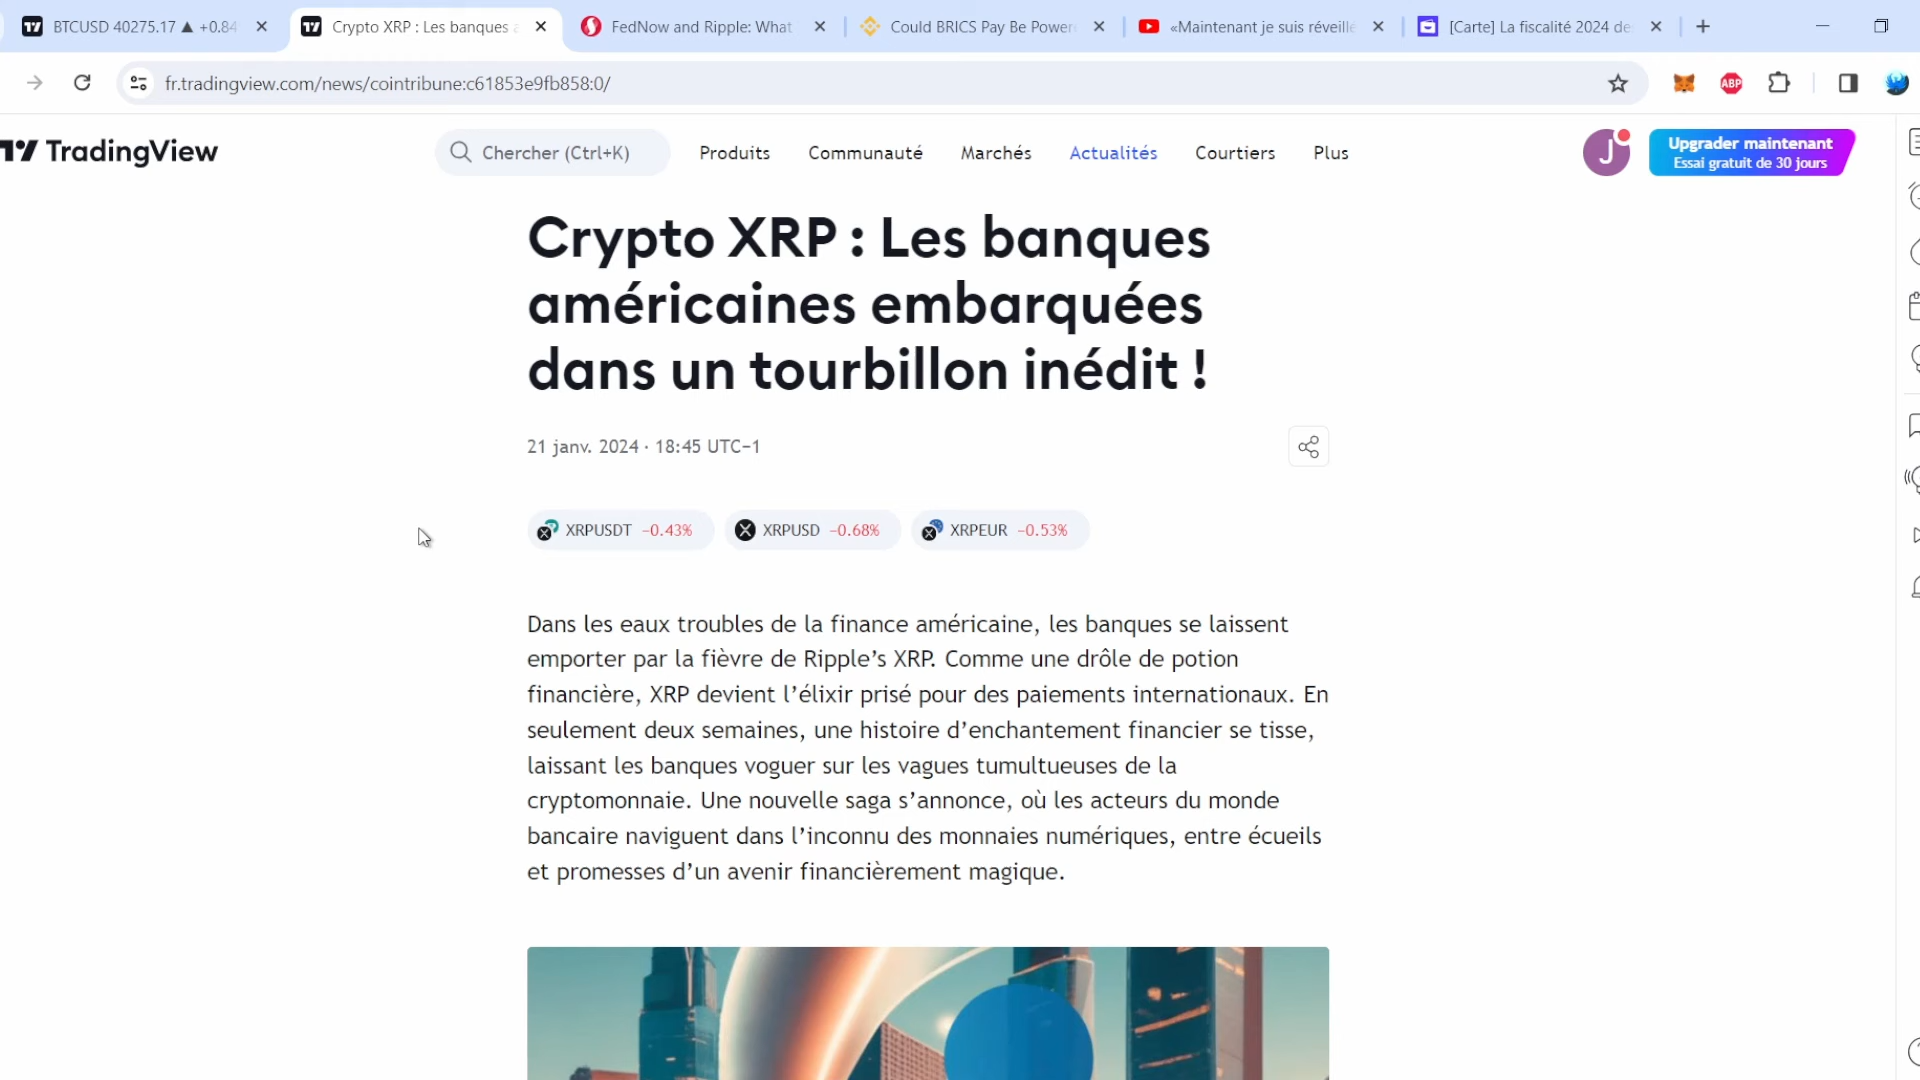 BTCUSD 40275.17 ▲ +0.84
Crypto XRP : Les banques a
FedNow and Ripple: What
Could BRICS Pay Be Power
«Maintenant je suis réveillé
[Carte] La fiscalité 2024 de
fr.tradingview.com/news/cointribune:c61853e9fb858:0/
ABP
TradingView
Chercher (Ctrl+K)
Produits
Communauté
Marchés
Actualités
Courtiers
Plus
J
Upgrader maintenant
Essai gratuit de 30 jours
Crypto XRP : Les banques
américaines embarquées
dans un tourbillon inédit !
21 janv. 2024 · 18:45 UTC−1
XRPUSDT −0.43%
XRPUSD −0.68%
XRPEUR −0.53%
Dans les eaux troubles de la finance américaine, les banques se laissent
emporter par la fièvre de Ripple’s XRP. Comme une drôle de potion
financière, XRP devient l’élixir prisé pour des paiements internationaux. En
seulement deux semaines, une histoire d’enchantement financier se tisse,
laissant les banques voguer sur les vagues tumultueuses de la
cryptomonnaie. Une nouvelle saga s’annonce, où les acteurs du monde
bancaire naviguent dans l’inconnu des monnaies numériques, entre écueils
et promesses d’un avenir financièrement magique.